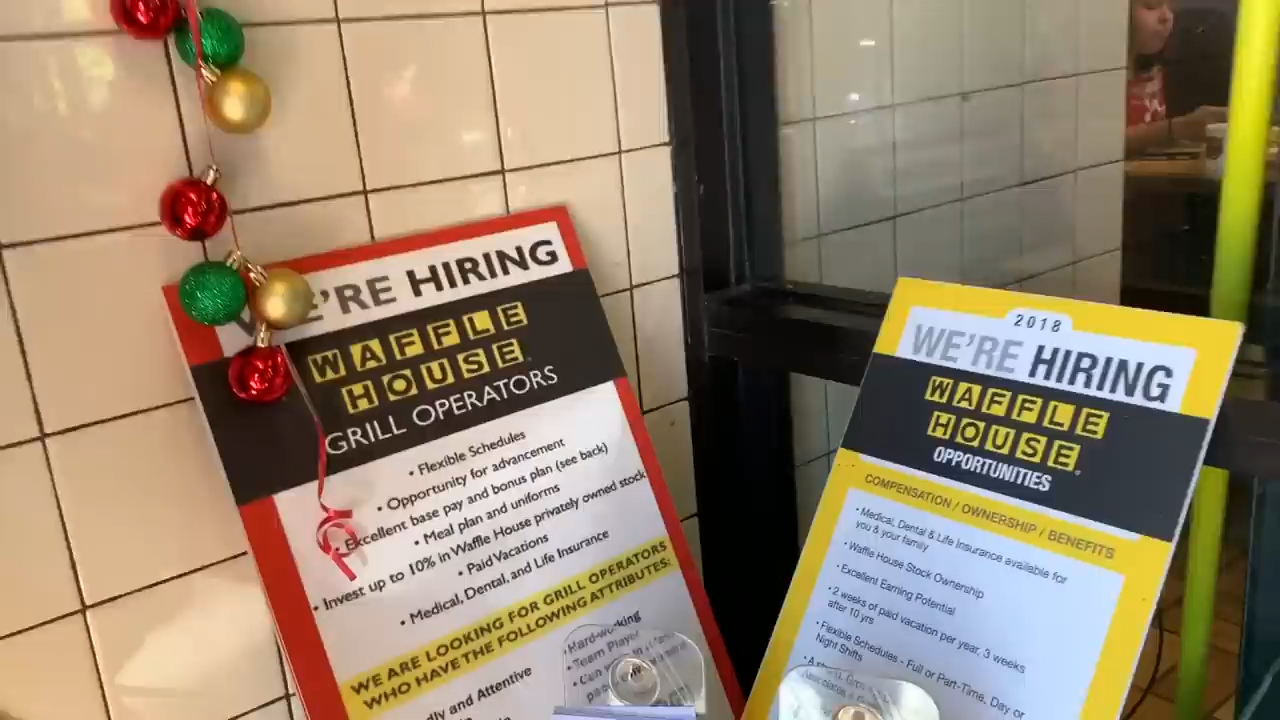 WE'RE HIRING
WAFFLE
HOUSE
GRILL OPERATORS
• Flexible Schedules
• Opportunity for advancement
• Excellent base pay and bonus plan (see back)
• Meal plan and uniforms
• Invest up to 10% in Waffle House privately owned stock
• Paid Vacations
• Medical, Dental, and Life Insurance
WE ARE LOOKING FOR GRILL OPERATORS
WHO HAVE THE FOLLOWING ATTRIBUTES:
and Attentive
• Hard-working
• Team Player
• Can
2018
WE'RE HIRING
WAFFLE
HOUSE
OPPORTUNITIES
COMPENSATION / OWNERSHIP / BENEFITS
• Medical, Dental & Life Insurance available for
you & your family
• Waffle House Stock Ownership
• Excellent Earning Potential
• 2 weeks of paid vacation per year, 3 weeks
after 10 yrs
• Flexible Schedules - Full or Part-Time, Day or
Night Shifts